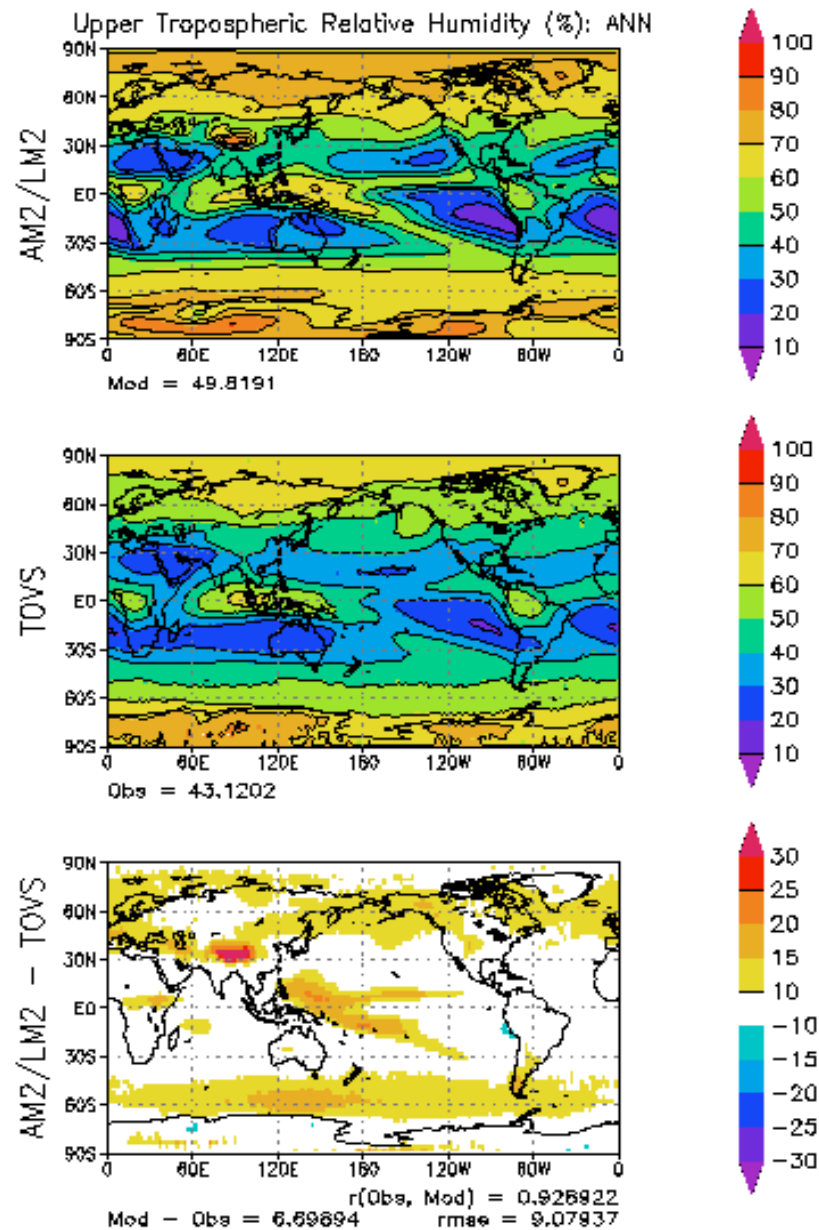 Upper Tropospheric Relative Humidity (%): ANN
AM2/LM2
90N
60N
30N
EQ
30S
60S
90S
0 60E 120E 180 120W 60W 0
Mod = 49.8191
100
90
80
70
60
50
40
30
20
10
TOVS
90N
60N
30N
EQ
30S
60S
90S
0 60E 120E 180 120W 60W 0
Obs = 43.1202
100
90
80
70
60
50
40
30
20
10
AM2/LM2 - TOVS
90N
60N
30N
EQ
30S
60S
90S
0 60E 120E 180 120W 60W 0
30
25
20
15
10
-10
-15
-20
-25
-30
r(Obs, Mod) = 0.926922
Mod - Obs = 6.69894 rmse = 9.07937